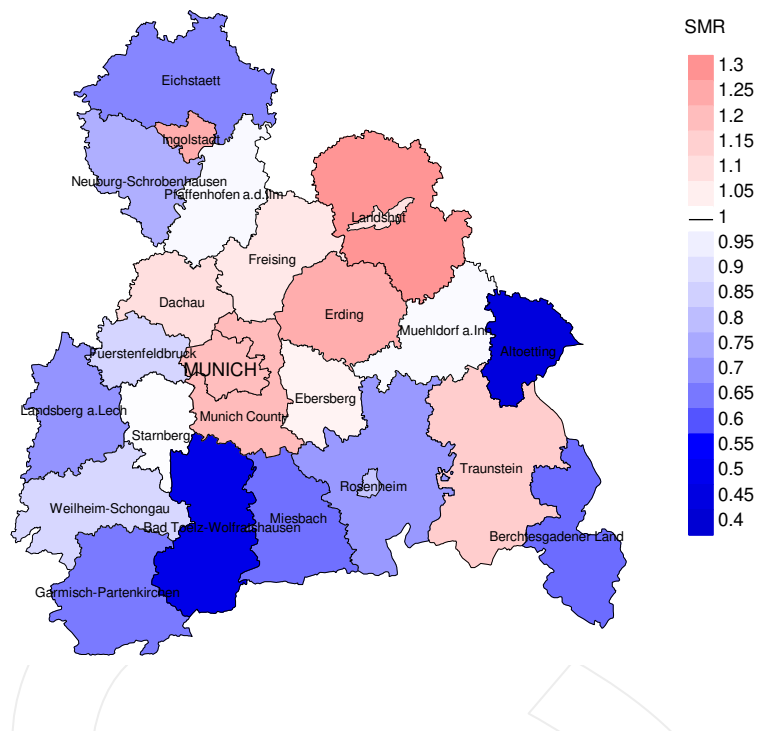 SMR
1.3
1.25
1.2
1.15
1.1
1.05
1
0.95
0.9
0.85
0.8
0.75
0.7
0.65
0.6
0.55
0.5
0.45
0.4
Eichstaett
Ingolstadt
Neuburg-Schrobenhausen
Pfaffenhofen a.d.Ilm
Landshut
Freising
Dachau
Erding
Muehldorf a.Inn
Fuerstenfeldbruck
Altoetting
MUNICH
Ebersberg
Landsberg a.Lech
Munich County
Starnberg
Traunstein
Rosenheim
Weilheim-Schongau
Miesbach
Bad Toelz-Wolfratshausen
Berchtesgadener Land
Garmisch-Partenkirchen